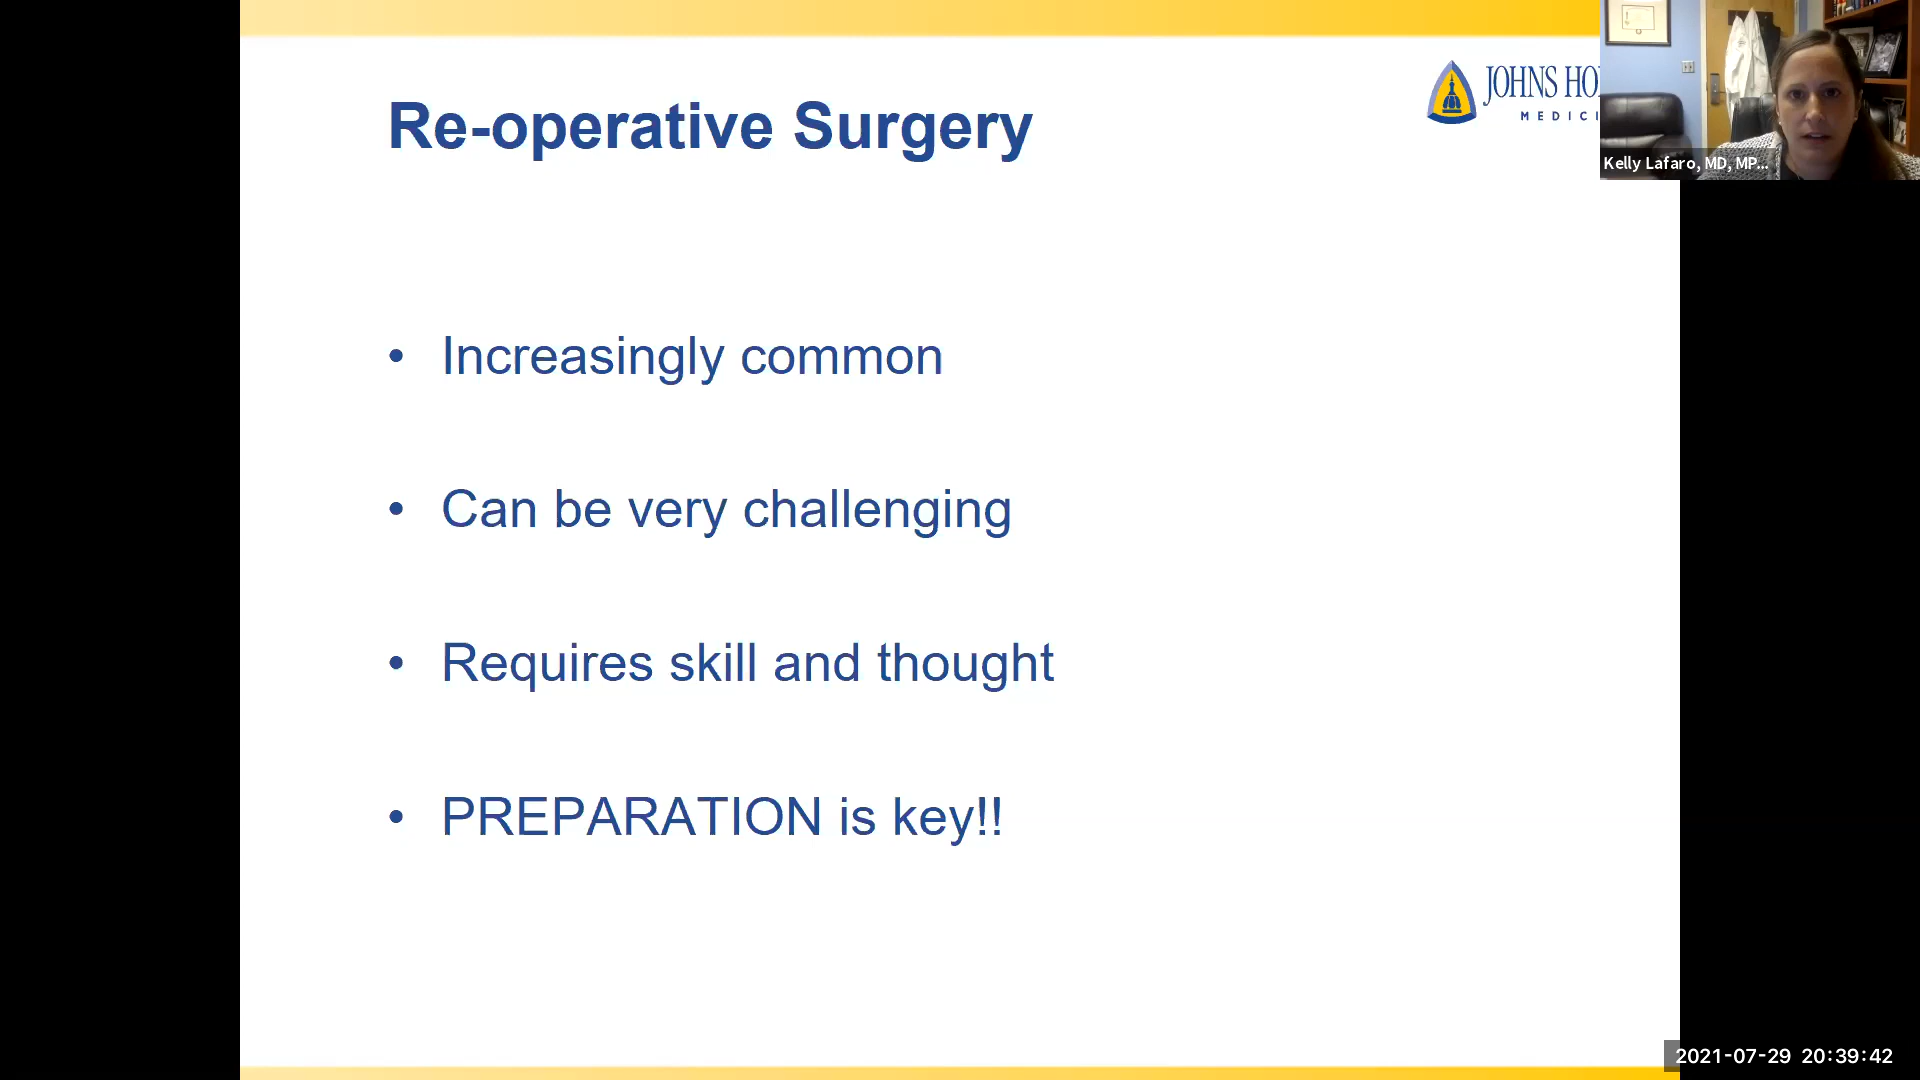 Re-operative Surgery
JOHNS HO
MEDICI
Kelly Lafaro, MD, MP...
• Increasingly common
• Can be very challenging
• Requires skill and thought
• PREPARATION is key!!
2021-07-29 20:39:42